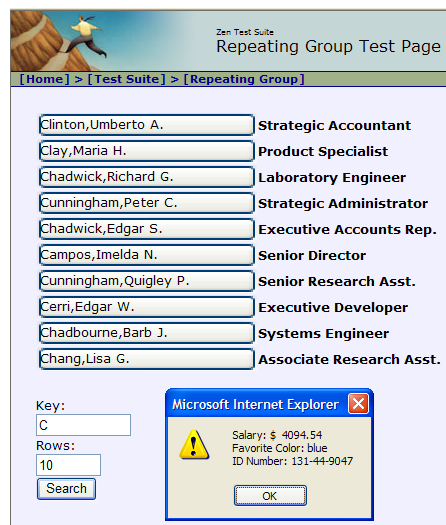 Zen Test Suite
Repeating Group Test Page
[Home] > [Test Suite] > [Repeating Group]
Clinton,Umberto A. Strategic Accountant
Clay,Maria H. Product Specialist
Chadwick,Richard G. Laboratory Engineer
Cunningham,Peter C. Strategic Administrator
Chadwick,Edgar S. Executive Accounts Rep.
Campos,Imelda N. Senior Director
Cunningham,Quigley P. Senior Research Asst.
Cerri,Edgar W. Executive Developer
Chadbourne,Barb J. Systems Engineer
Chang,Lisa G. Associate Research Asst.
Key:
C
Rows:
10
Search
Microsoft Internet Explorer
Salary: $ 4094.54
Favorite Color: blue
ID Number: 131-44-9047
OK